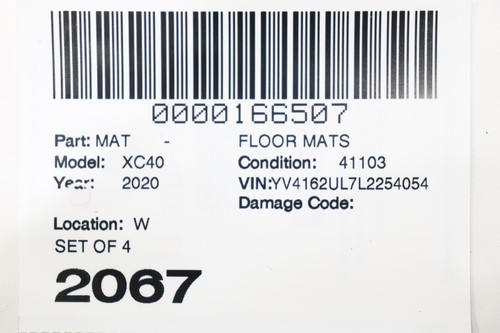 0000166507
Part: MAT - FLOOR MATS
Model: XC40 Condition: 41103
Year: 2020 VIN:YV4162UL7L2254054
Damage Code:
Location: W
SET OF 4
2067